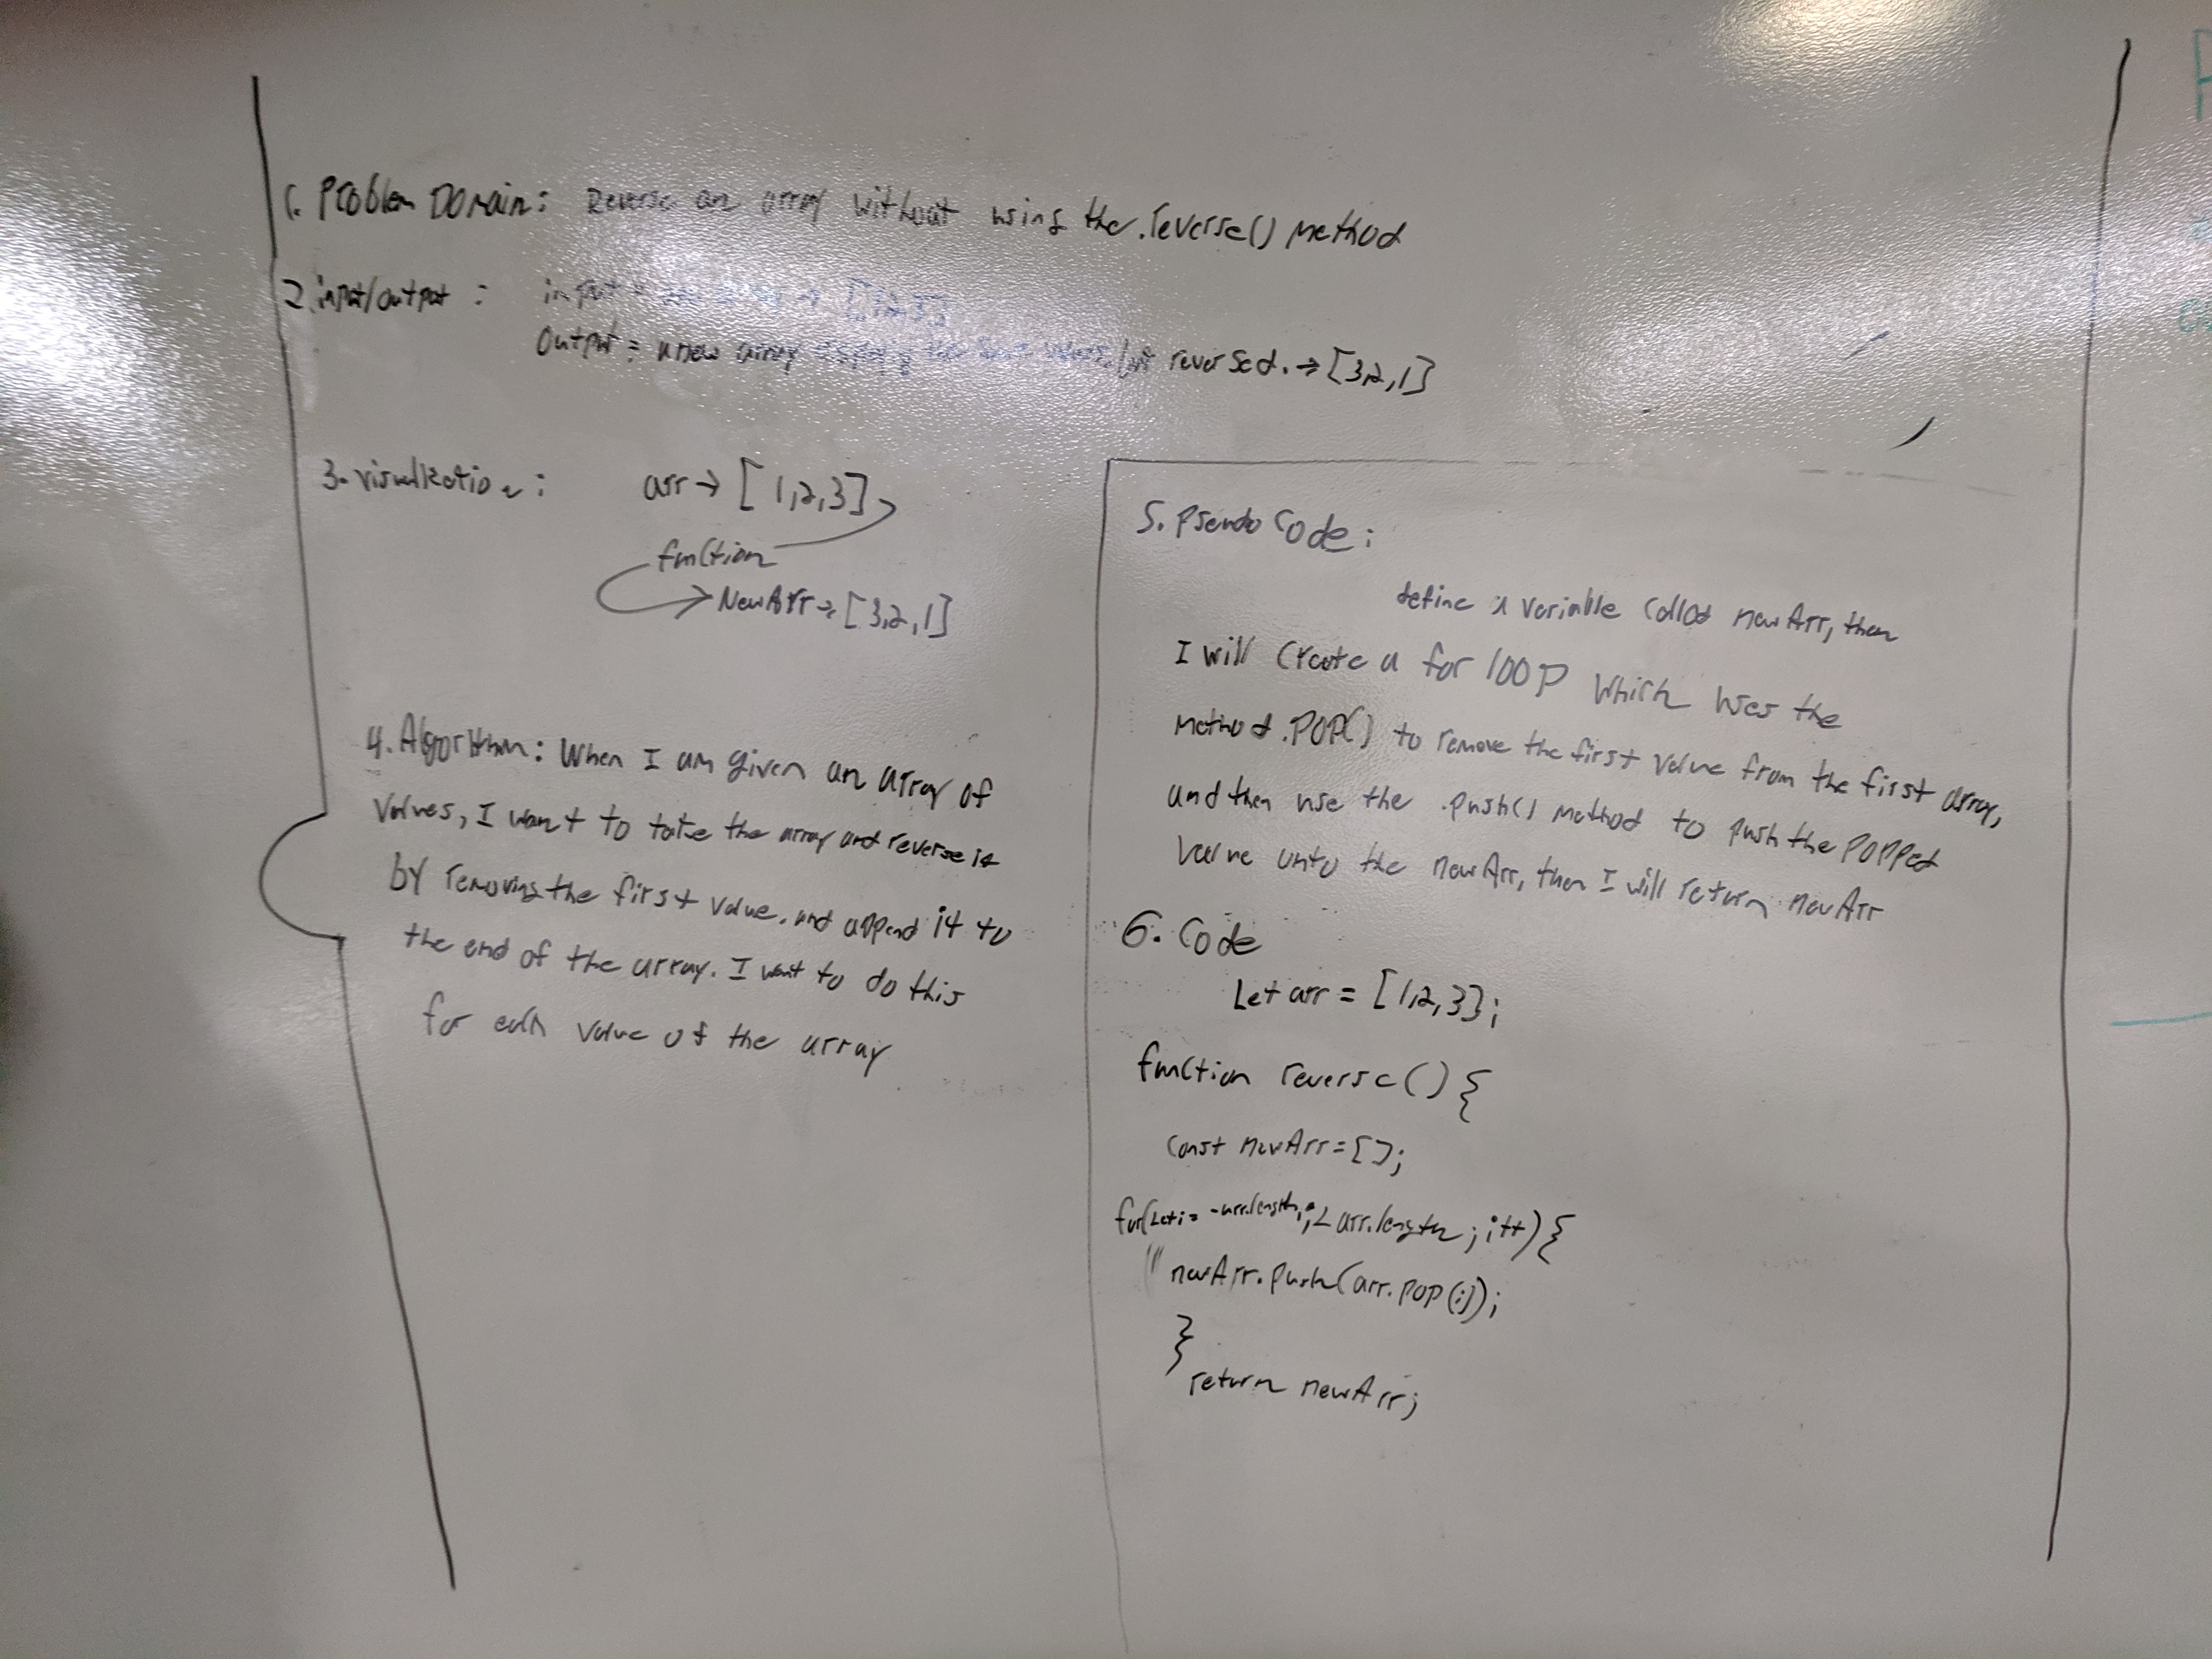 1. Problem Domain: Reverse an array without using the .reverse() method
2. input/output : input = → [1,2,3]
Output = a new array reversed. → [3,2,1]
3. visualization: arr → [1,2,3]
function
NewArr → [3,2,1]
4. Algorithm: When I am given an array of
values, I want to take the array and reverse it
by removing the first value, and append it to
the end of the array. I want to do this
for each value of the array
5. Pseudo Code:
define a variable called newArr, then
I will create a for loop which uses the
method .POP() to remove the first value from the first array,
and then use the .push() method to push the popped
value unto the newArr, then I will return newArr
6. Code
Let arr = [1,2,3];
function reverse() {
const newArr = [];
for(Let i = -arr.length; i < arr.length; i++) {
newArr.push(arr.pop(i));
}
return newArr;